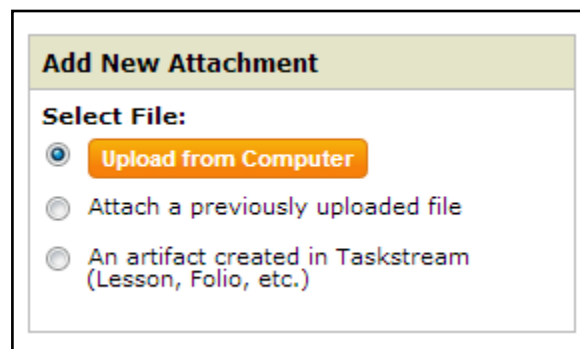 Add New Attachment
Select File:
Upload from Computer
Attach a previously uploaded file
An artifact created in Taskstream
(Lesson, Folio, etc.)